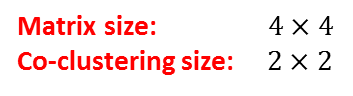 Matrix size: 4 × 4
Co-clustering size: 2 × 2